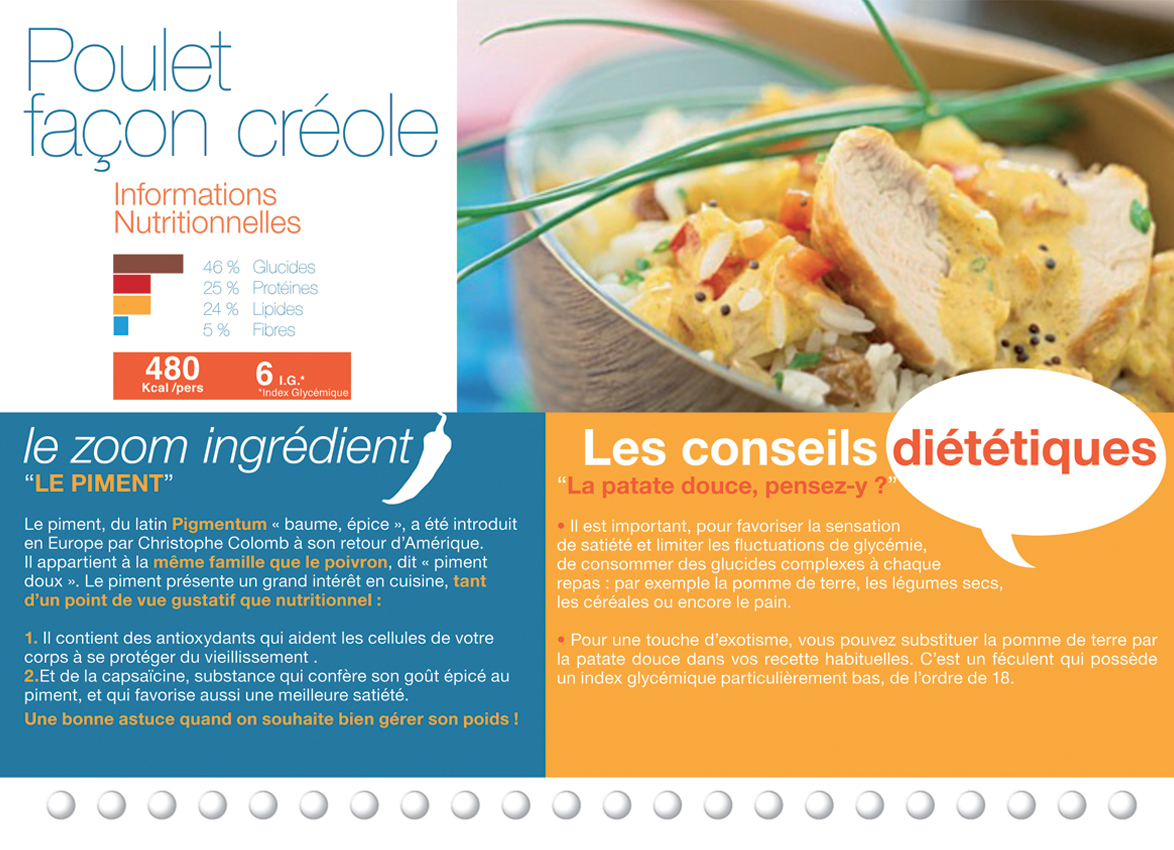 Poulet
façon créole
Informations
Nutritionnelles
46 % Glucides
25 % Protéines
24 % Lipides
5 % Fibres
480
Kcal /pers
6 I.G.*
*Index Glycémique
le zoom ingrédient
“LE PIMENT”
Le piment, du latin Pigmentum « baume, épice », a été introduit
en Europe par Christophe Colomb à son retour d’Amérique.
Il appartient à la même famille que le poivron, dit « piment
doux ». Le piment présente un grand intérêt en cuisine, tant
d’un point de vue gustatif que nutritionnel :
1. Il contient des antioxydants qui aident les cellules de votre
corps à se protéger du vieillissement .
2.Et de la capsaïcine, substance qui confère son goût épicé au
piment, et qui favorise aussi une meilleure satiété.
Une bonne astuce quand on souhaite bien gérer son poids !
Les conseils diététiques
“La patate douce, pensez-y ?”
• Il est important, pour favoriser la sensation
de satiété et limiter les fluctuations de glycémie,
de consommer des glucides complexes à chaque
repas : par exemple la pomme de terre, les légumes secs,
les céréales ou encore le pain.
• Pour une touche d’exotisme, vous pouvez substituer la pomme de terre par
la patate douce dans vos recette habituelles. C’est un féculent qui possède
un index glycémique particulièrement bas, de l’ordre de 18.